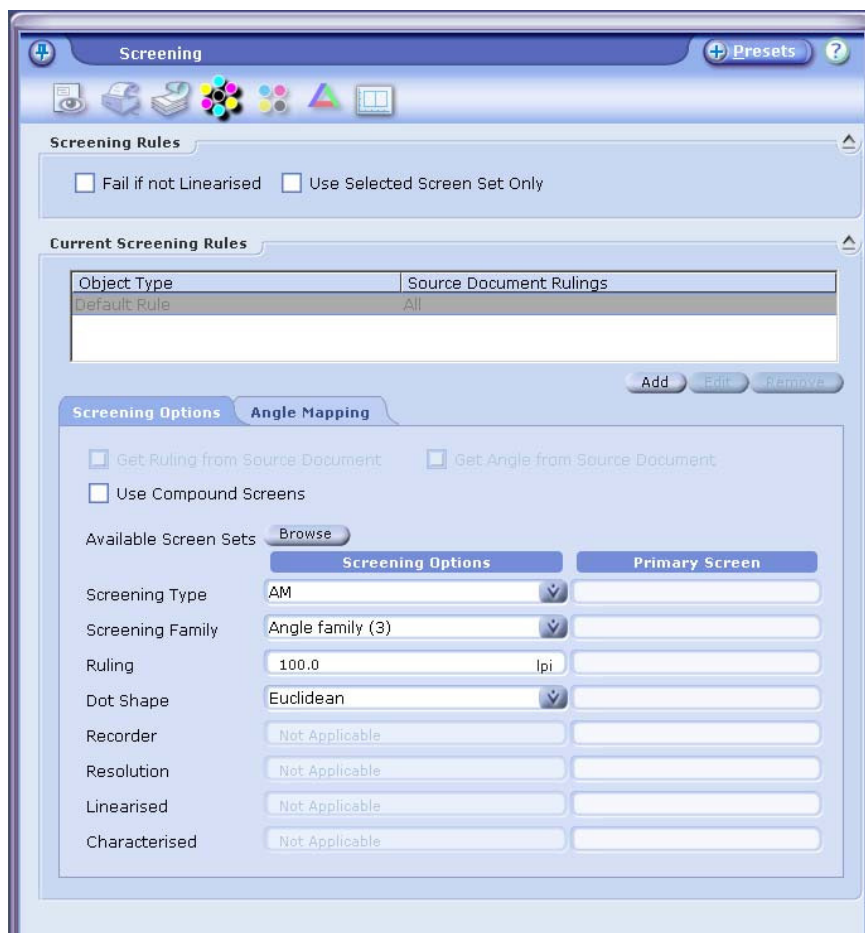 Screening
Presets ?
Screening Rules
Fail if not Linearised Use Selected Screen Set Only
Current Screening Rules
Object Type Source Document Rulings
Default Rule All
Add Edit Remove
Screening Options Angle Mapping
Get Ruling from Source Document Get Angle from Source Document
Use Compound Screens
Available Screen Sets Browse
Screening Options Primary Screen
Screening Type AM
Screening Family Angle family (3)
Ruling 100.0 lpi
Dot Shape Euclidean
Recorder Not Applicable
Resolution Not Applicable
Linearised Not Applicable
Characterised Not Applicable